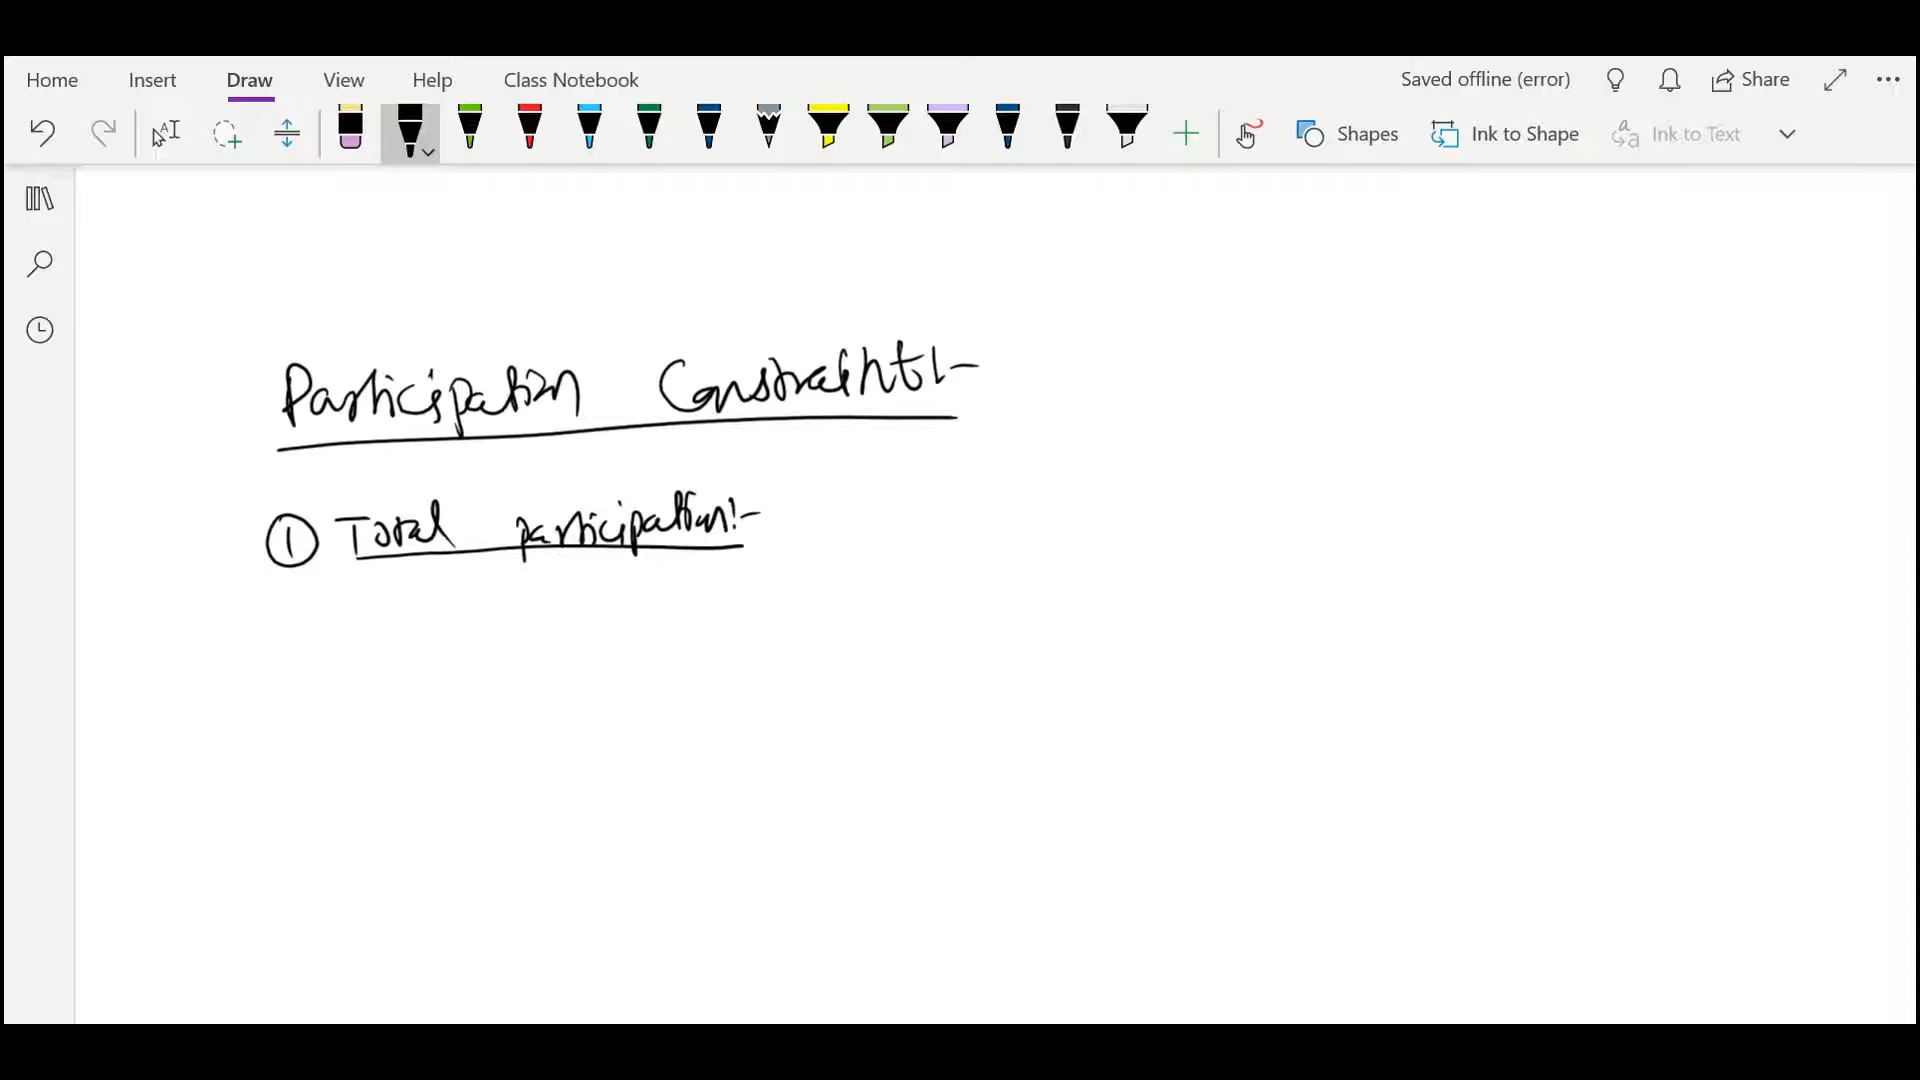 Home Insert Draw View Help Class Notebook Saved offline (error) Share
Shapes Ink to Shape Ink to Text
Participation Constraints:-
① Total participation:-